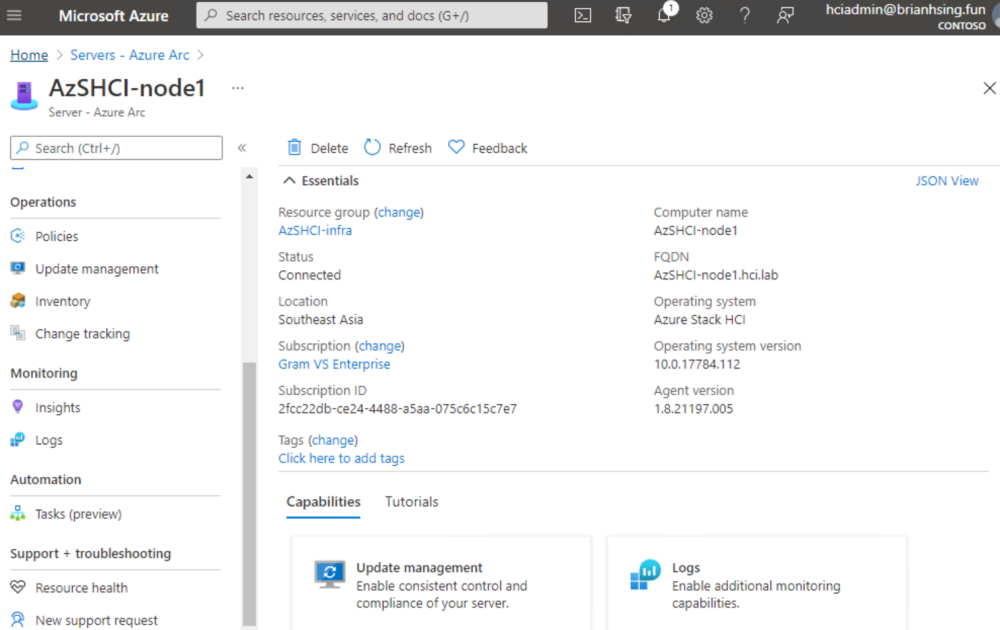 Microsoft Azure
Search resources, services, and docs (G+/)
1
hciadmin@brianhsing.fun
CONTOSO
Home > Servers - Azure Arc >
AzSHCI-node1 ...
Server - Azure Arc
Search (Ctrl+/)
«
Operations
Policies
Update management
Inventory
Change tracking
Monitoring
Insights
Logs
Automation
Tasks (preview)
Support + troubleshooting
Resource health
New support request
Delete
Refresh
Feedback
Essentials
JSON View
Resource group (change)
AzSHCI-infra
Status
Connected
Location
Southeast Asia
Subscription (change)
Gram VS Enterprise
Subscription ID
2fcc22db-ce24-4488-a5aa-075c6c15c7e7
Tags (change)
Click here to add tags
Computer name
AzSHCI-node1
FQDN
AzSHCI-node1.hci.lab
Operating system
Azure Stack HCI
Operating system version
10.0.17784.112
Agent version
1.8.21197.005
Capabilities
Tutorials
Update management
Enable consistent control and
compliance of your server.
Logs
Enable additional monitoring
capabilities.